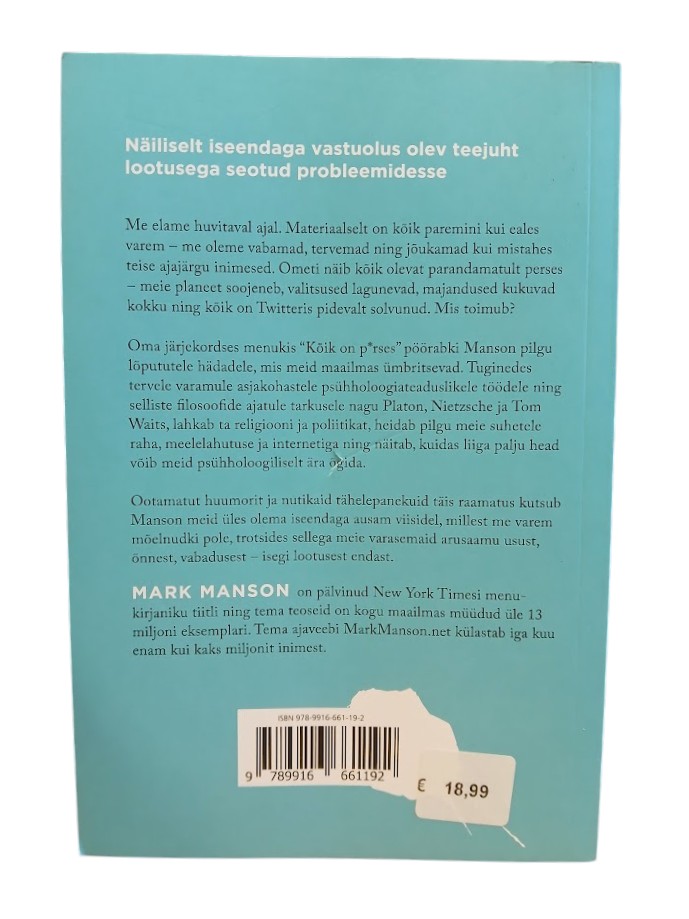 Näiliselt iseendaga vastuolus olev teejuht
lootusega seotud probleemidesse
Me elame huvitaval ajal. Materiaalselt on kõik paremini kui eales
varem – me oleme vabamad, tervemad ning jõukamad kui mistahes
teise ajajärgu inimesed. Ometi näib kõik olevat parandamatult perses
– meie planeet soojeneb, valitsused lagunevad, majandused kukuvad
kokku ning kõik on Twitteris pidevalt solvunud. Mis toimub?
Oma järjekordses menukis “Kõik on p*rses” pöörabki Manson pilgu
lõpututele hädadele, mis meid maailmas ümbritsevad. Tuginedes
tervele varamule asjakohastele psühholoogiateaduslikele töödele ning
selliste filosoofide ajatule tarkusele nagu Platon, Nietzsche ja Tom
Waits, lahkab ta religiooni ja poliitikat, heidab pilgu meie suhetele
raha, meelelahutuse ja internetiga ning näitab, kuidas liiga palju head
võib meid psühholoogiliselt ära õgida.
Ootamatut huumorit ja nutikaid tähelepanekuid täis raamatus kutsub
Manson meid üles olema iseendaga ausam viisidel, millest me varem
mõelnudki pole, trotsides sellega meie varasemaid arusaamu usust,
õnnest, vabadusest – isegi lootusest endast.
MARK MANSON on pälvinud New York Timesi menu-
kirjaniku tiitli ning tema teoseid on kogu maailmas müüdud üle 13
miljoni eksemplari. Tema ajaveebi MarkManson.net külastab iga kuu
enam kui kaks miljonit inimest.
ISBN 978-9916-661-19-2
9 789916 661192
€ 18,99